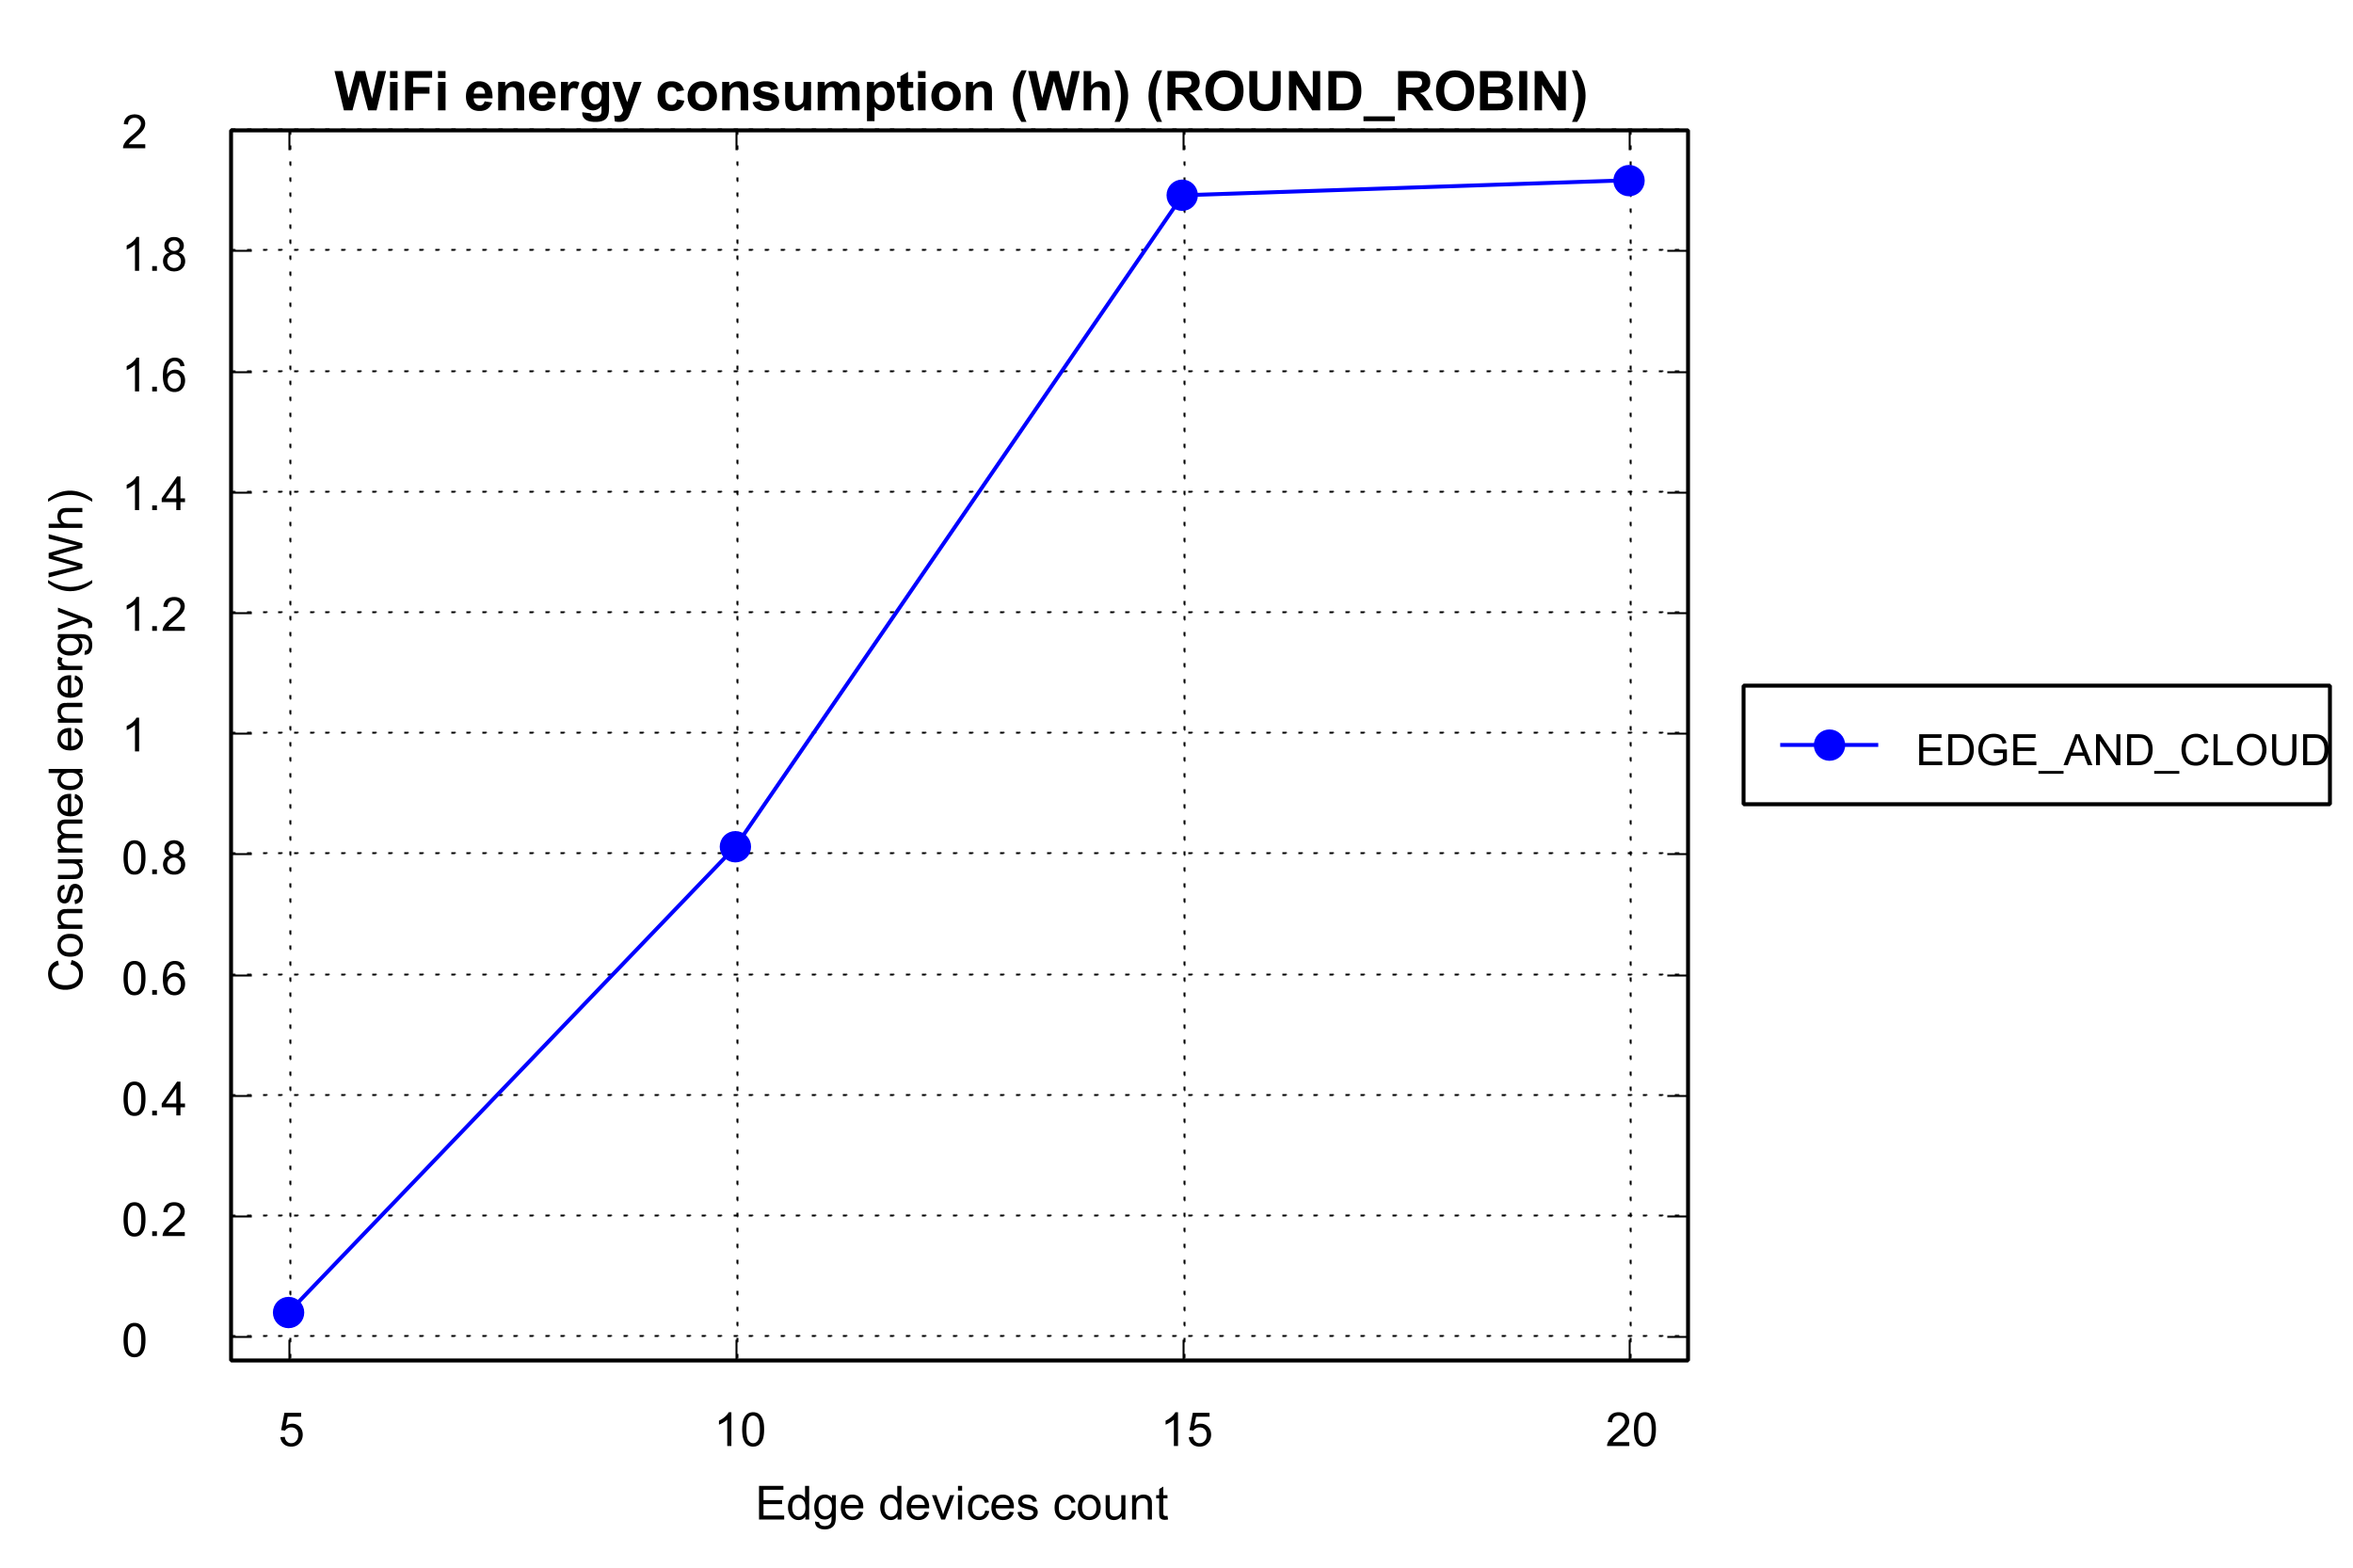 WiFi energy consumption (Wh) (ROUND_ROBIN)
2
1.8
1.6
1.4
1.2
1
0.8
0.6
0.4
0.2
0
Consumed energy (Wh)
5 10 15 20
Edge devices count
EDGE_AND_CLOUD